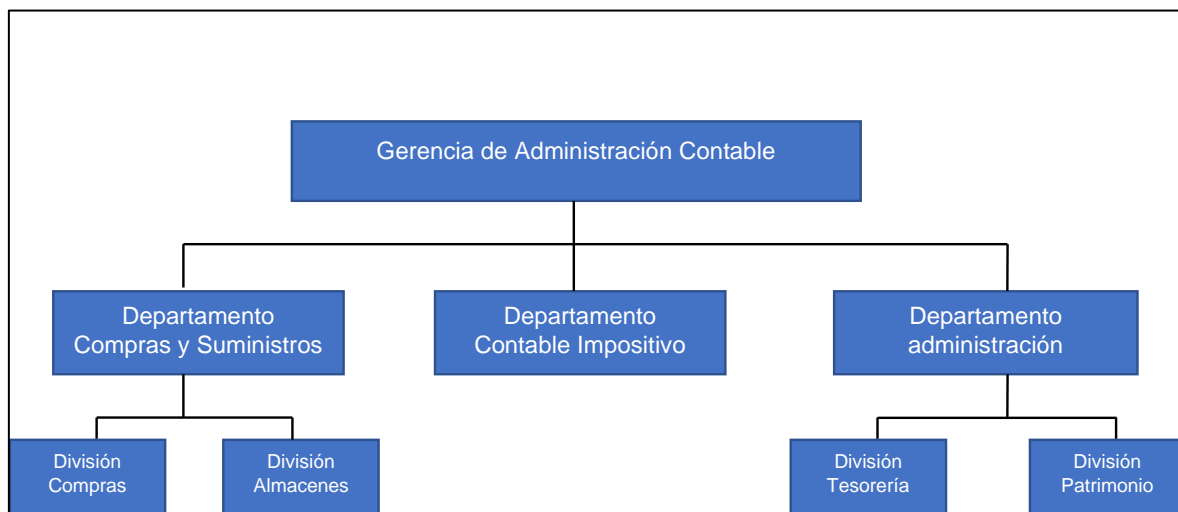 Gerencia de Administración Contable
Departamento
Compras y Suministros
Departamento
Contable Impositivo
Departamento
administración
División
Compras
División
Almacenes
División
Tesorería
División
Patrimonio